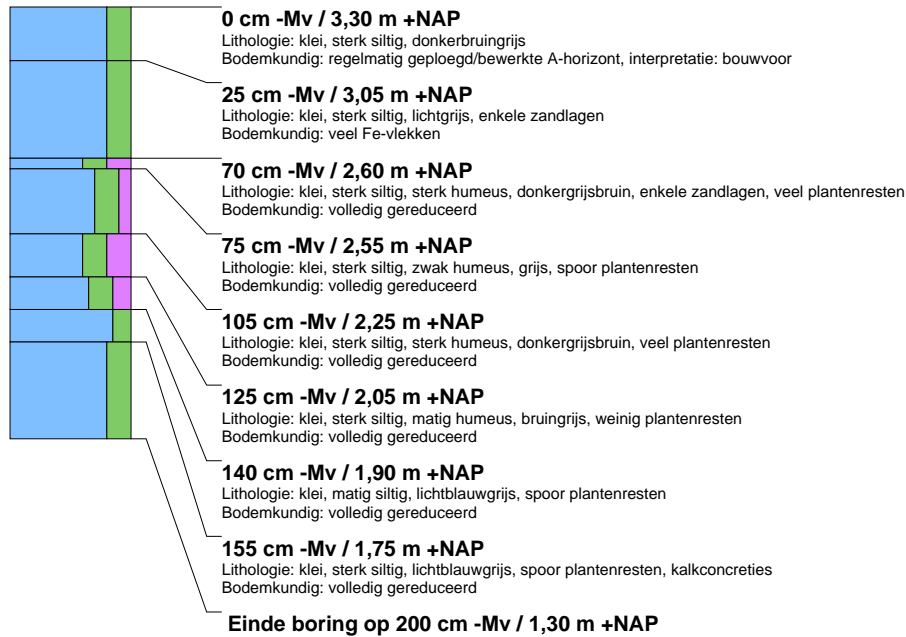 0 cm -Mv / 3,30 m +NAP
Lithologie: klei, sterk siltig, donkerbruingrijs
Bodemkundig: regelmatig geploegd/bewerkte A-horizont, interpretatie: bouwvoor
25 cm -Mv / 3,05 m +NAP
Lithologie: klei, sterk siltig, lichtgrijs, enkele zandlagen
Bodemkundig: veel Fe-vlekken
70 cm -Mv / 2,60 m +NAP
Lithologie: klei, sterk siltig, sterk humeus, donkergrijsbruin, enkele zandlagen, veel plantenresten
Bodemkundig: volledig gereduceerd
75 cm -Mv / 2,55 m +NAP
Lithologie: klei, sterk siltig, zwak humeus, grijs, spoor plantenresten
Bodemkundig: volledig gereduceerd
105 cm -Mv / 2,25 m +NAP
Lithologie: klei, sterk siltig, sterk humeus, donkergrijsbruin, veel plantenresten
Bodemkundig: volledig gereduceerd
125 cm -Mv / 2,05 m +NAP
Lithologie: klei, sterk siltig, matig humeus, bruingrijs, weinig plantenresten
Bodemkundig: volledig gereduceerd
140 cm -Mv / 1,90 m +NAP
Lithologie: klei, matig siltig, lichtblauwgrijs, spoor plantenresten
Bodemkundig: volledig gereduceerd
155 cm -Mv / 1,75 m +NAP
Lithologie: klei, sterk siltig, lichtblauwgrijs, spoor plantenresten, kalkconcreties
Bodemkundig: volledig gereduceerd
Einde boring op 200 cm -Mv / 1,30 m +NAP